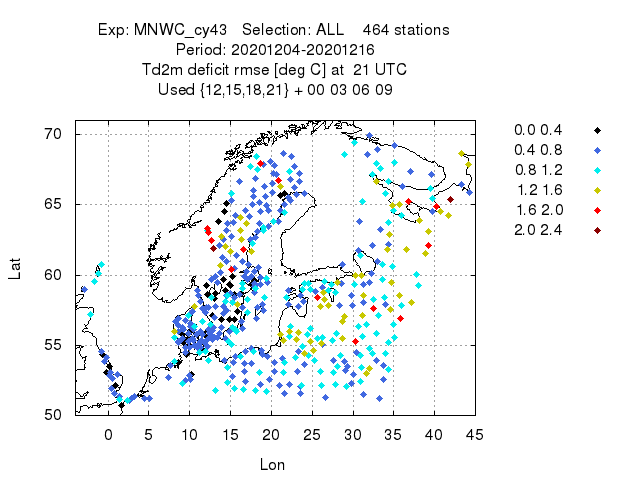 Exp: MNWC_cy43 Selection: ALL 464 stations
Period: 20201204-20201216
Td2m deficit rmse [deg C] at 21 UTC
Used {12,15,18,21} + 00 03 06 09
70
65
60
55
50
Lat
0 5 10 15 20 25 30 35 40 45
Lon
0.0 0.4
0.4 0.8
0.8 1.2
1.2 1.6
1.6 2.0
2.0 2.4